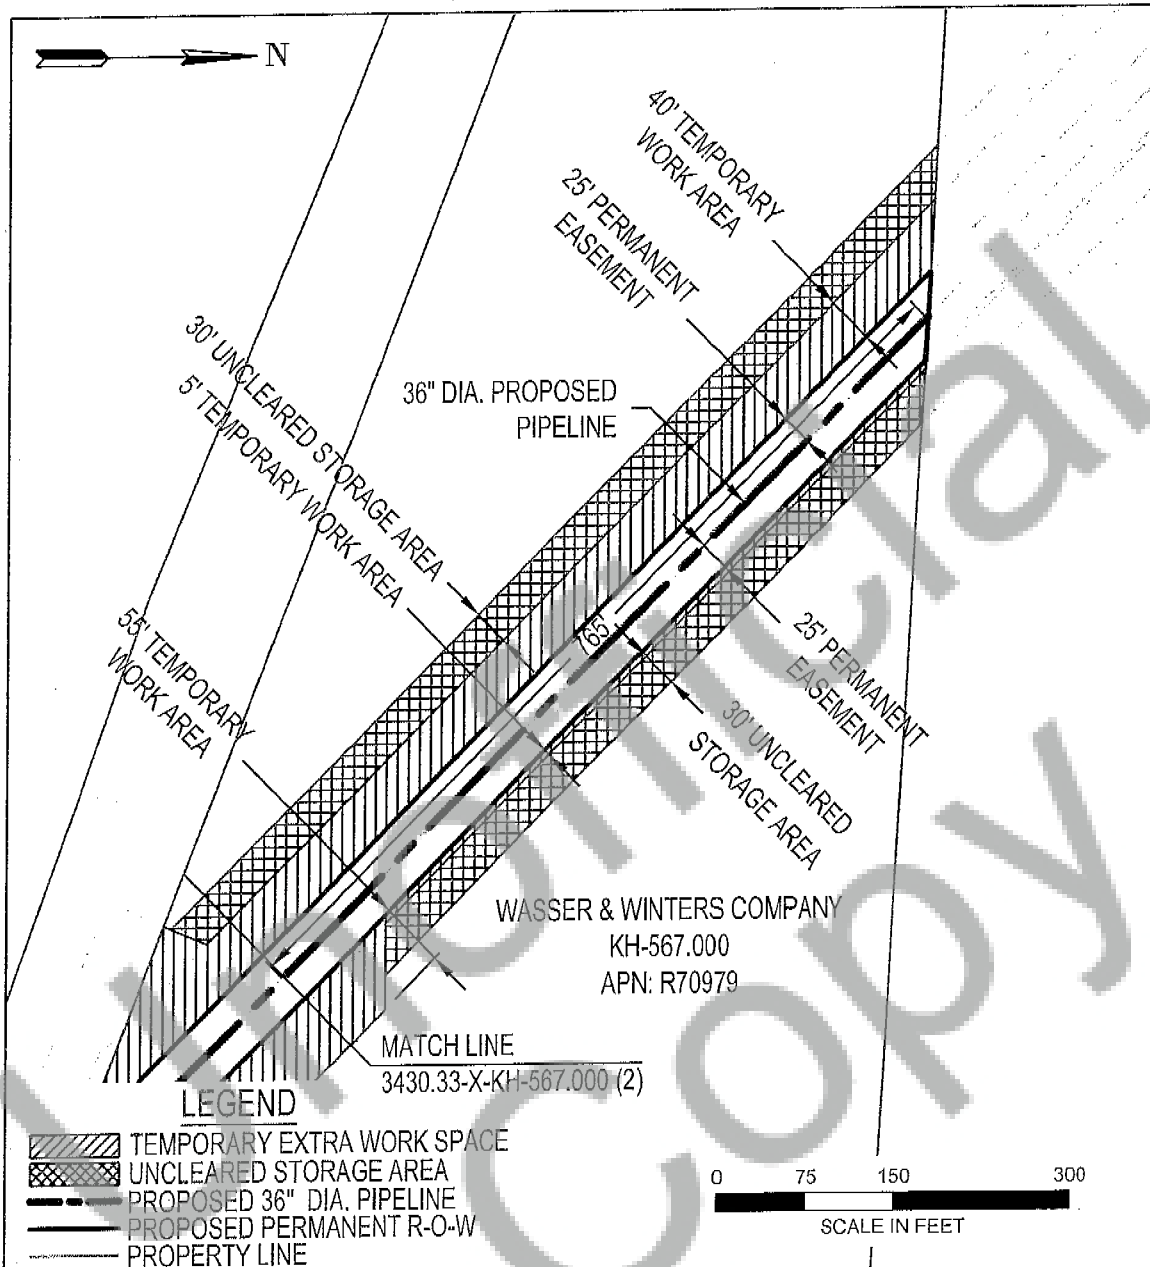 N
40' TEMPORARY
WORK AREA
25' PERMANENT
EASEMENT
30' UNCLEARED STORAGE AREA
5' TEMPORARY WORK AREA
36" DIA. PROPOSED
PIPELINE
55' TEMPORARY
WORK AREA
765'
25' PERMANENT
EASEMENT
30' UNCLEARED
STORAGE AREA
WASSER & WINTERS COMPANY
KH-567.000
APN: R70979
MATCH LINE
3430.33-X-KH-567.000 (2)
LEGEND
TEMPORARY EXTRA WORK SPACE
UNCLEARED STORAGE AREA
PROPOSED 36" DIA. PIPELINE
PROPOSED PERMANENT R-O-W
PROPERTY LINE
0 75 150 300
SCALE IN FEET
Unofficial
Copy